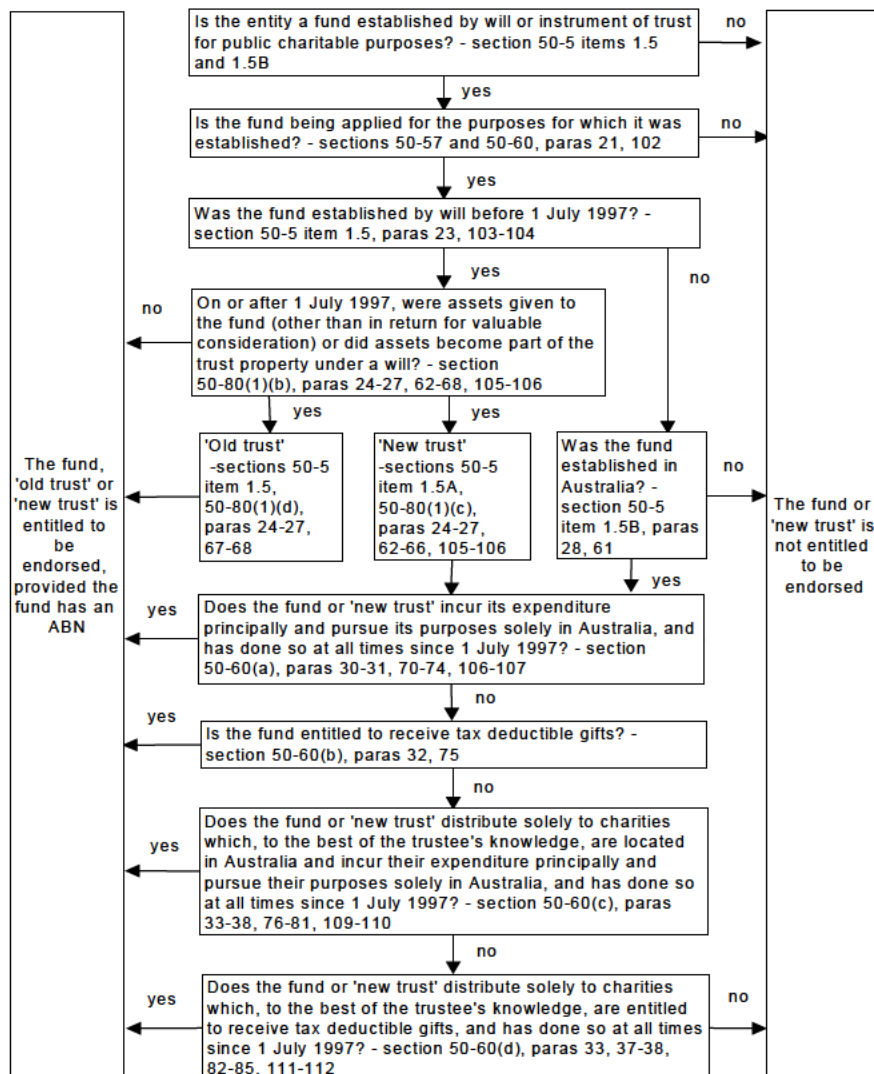 Is the entity a fund established by will or instrument of trust
for public charitable purposes? - section 50-5 items 1.5
and 1.5B
no
yes
Is the fund being applied for the purposes for which it was
established? - sections 50-57 and 50-60, paras 21, 102
no
yes
Was the fund established by will before 1 July 1997? -
section 50-5 item 1.5, paras 23, 103-104
yes
no
no
On or after 1 July 1997, were assets given to
the fund (other than in return for valuable
consideration) or did assets become part of the
trust property under a will? - section
50-80(1)(b), paras 24-27, 62-68, 105-106
yes
yes
'Old trust'
-sections 50-5
item 1.5,
50-80(1)(d),
paras 24-27,
67-68
'New trust'
-sections 50-5
item 1.5A,
50-80(1)(c),
paras 24-27,
62-66, 105-106
Was the fund
established in
Australia? -
section 50-5
item 1.5B, paras
28, 61
no
yes
The fund,
'old trust' or
'new trust' is
entitled to
be
endorsed,
provided the
fund has an
ABN
The fund or
'new trust' is
not entitled
to be
endorsed
yes
Does the fund or 'new trust' incur its expenditure
principally and pursue its purposes solely in Australia, and
has done so at all times since 1 July 1997? - section
50-60(a), paras 30-31, 70-74, 106-107
no
yes
Is the fund entitled to receive tax deductible gifts? -
section 50-60(b), paras 32, 75
no
yes
Does the fund or 'new trust' distribute solely to charities
which, to the best of the trustee's knowledge, are located
in Australia and incur their expenditure principally and
pursue their purposes solely in Australia, and has done so
at all times since 1 July 1997? - section 50-60(c), paras
33-38, 76-81, 109-110
no
yes
Does the fund or 'new trust' distribute solely to charities
which, to the best of the trustee's knowledge, are entitled
to receive tax deductible gifts, and has done so at all times
since 1 July 1997? - section 50-60(d), paras 33, 37-38,
82-85, 111-112
no